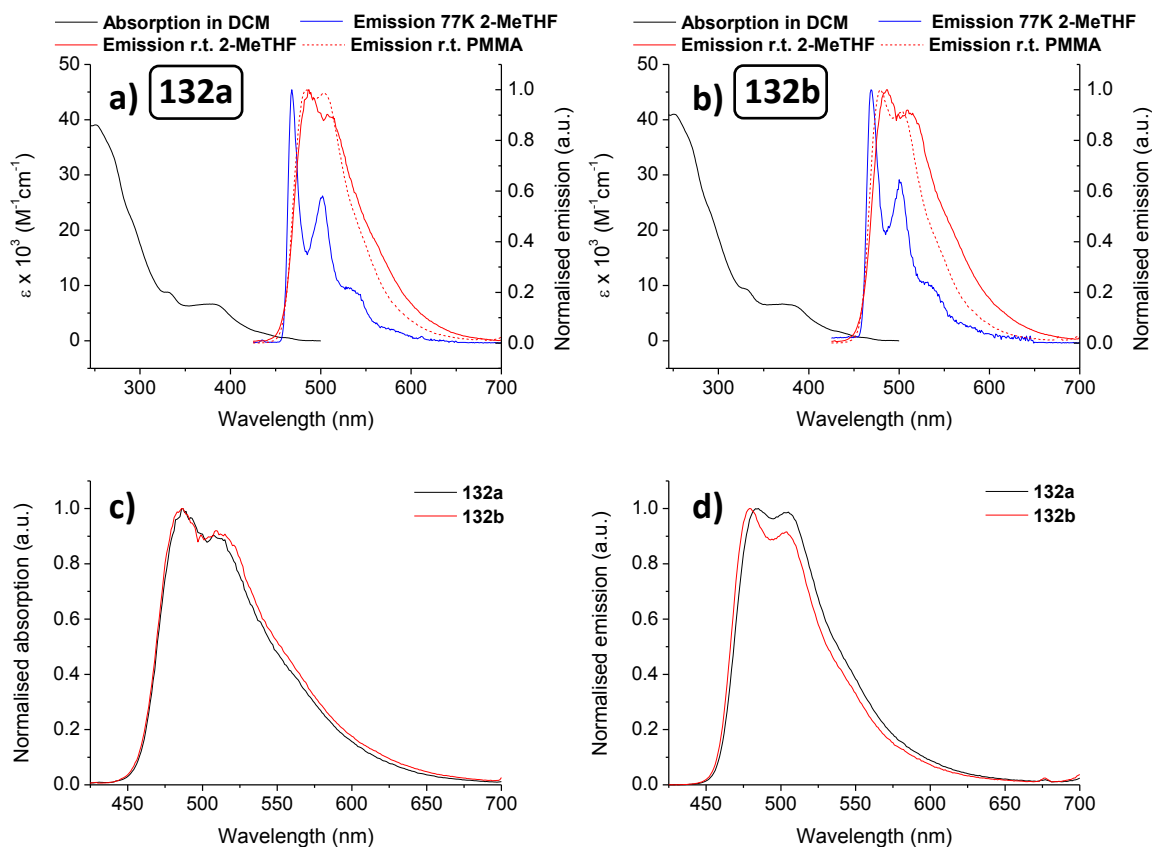 Absorption in DCM Emission 77K 2-MeTHF
Emission r.t. 2-MeTHF Emission r.t. PMMA
a) 132a
ε x 10³ (M⁻¹cm⁻¹)
50
40
30
20
10
0
Normalised emission (a.u.)
1.0
0.8
0.6
0.4
0.2
0.0
300 400 500 600 700
Wavelength (nm)
Absorption in DCM Emission 77K 2-MeTHF
Emission r.t. 2-MeTHF Emission r.t. PMMA
b) 132b
ε x 10³ (M⁻¹cm⁻¹)
50
40
30
20
10
0
Normalised emission (a.u.)
1.0
0.8
0.6
0.4
0.2
0.0
300 400 500 600 700
Wavelength (nm)
c)
132a
132b
Normalised absorption (a.u.)
1.0
0.8
0.6
0.4
0.2
0.0
450 500 550 600 650 700
Wavelength (nm)
d)
132a
132b
Normalised emission (a.u.)
1.0
0.8
0.6
0.4
0.2
0.0
450 500 550 600 650 700
Wavelength (nm)